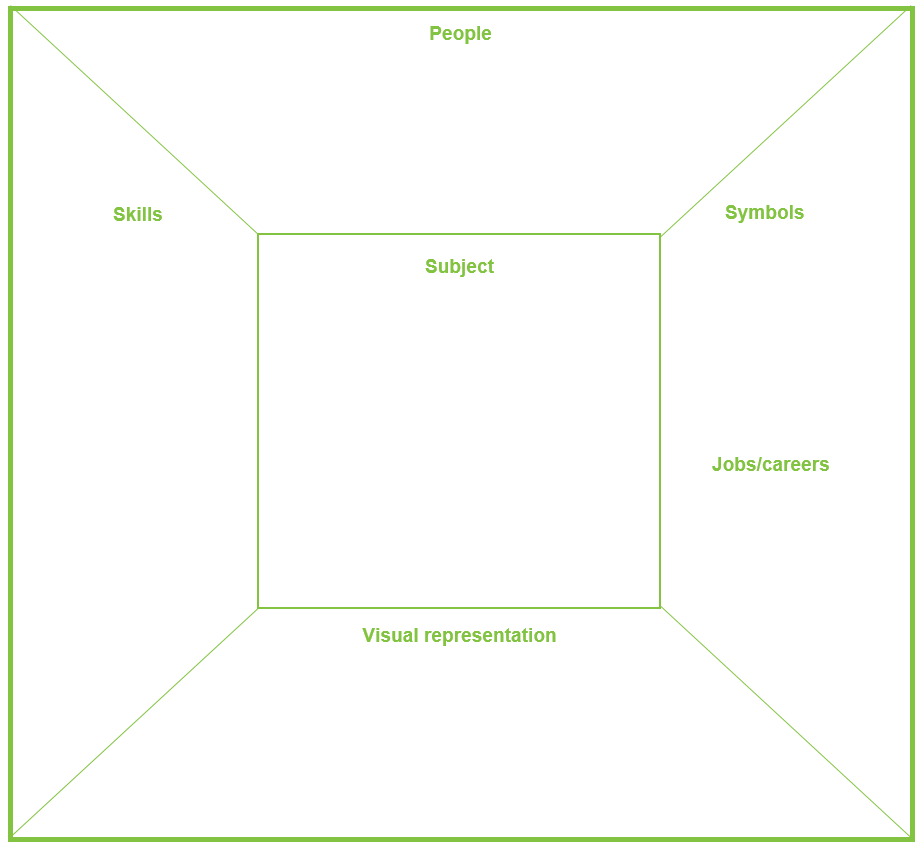 People
Skills
Symbols
Subject
Jobs/careers
Visual representation